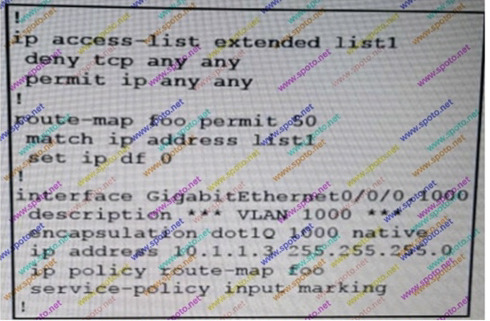 !
ip access-list extended list1
deny tcp any any
permit ip any any
!
route-map foo permit 50
match ip address list1
set ip df 0
!
interface GigabitEthernet0/0/0.1000
description *** VLAN 1000 ***
encapsulation dot1Q 1000 native
ip address 10.1.1.3 255.255.255.0
ip policy route-map foo
service-policy input marking
!
www.spoto.net